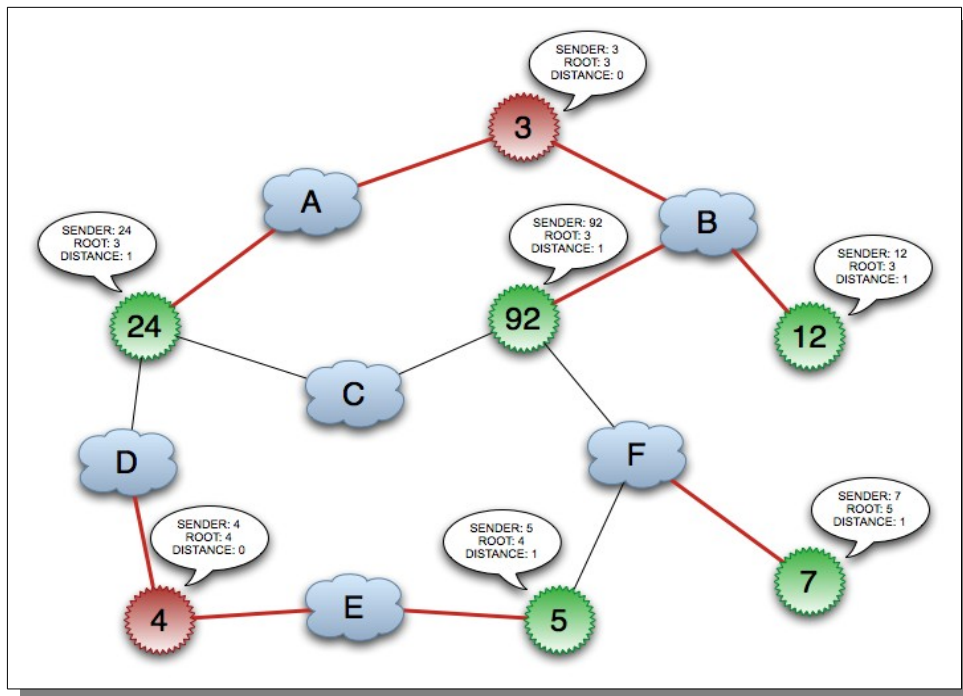 SENDER: 3
ROOT: 3
DISTANCE: 0
3
A
B
SENDER: 24
ROOT: 3
DISTANCE: 1
SENDER: 92
ROOT: 3
DISTANCE: 1
SENDER: 12
ROOT: 3
DISTANCE: 1
24
92
12
C
D
F
SENDER: 4
ROOT: 4
DISTANCE: 0
SENDER: 5
ROOT: 4
DISTANCE: 1
SENDER: 7
ROOT: 5
DISTANCE: 1
4
E
5
7